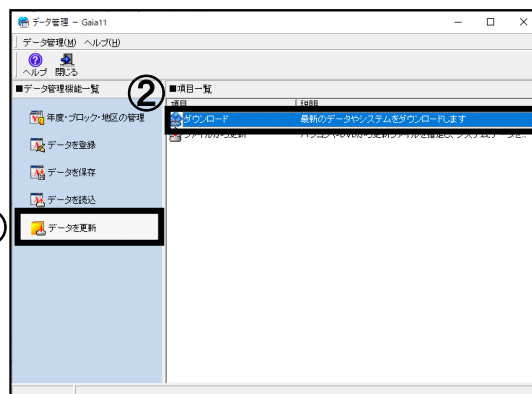 データ管理 － Gaia11
データ管理(M) ヘルプ(H)
ヘルプ 閉じる
■データ管理機能一覧
②
■項目一覧
項目 説明
年度・ブロック・地区の管理
ダウンロード 最新のデータやシステムをダウンロードします
ファイルから更新
データを登録
データを保存
データを読込
データを更新